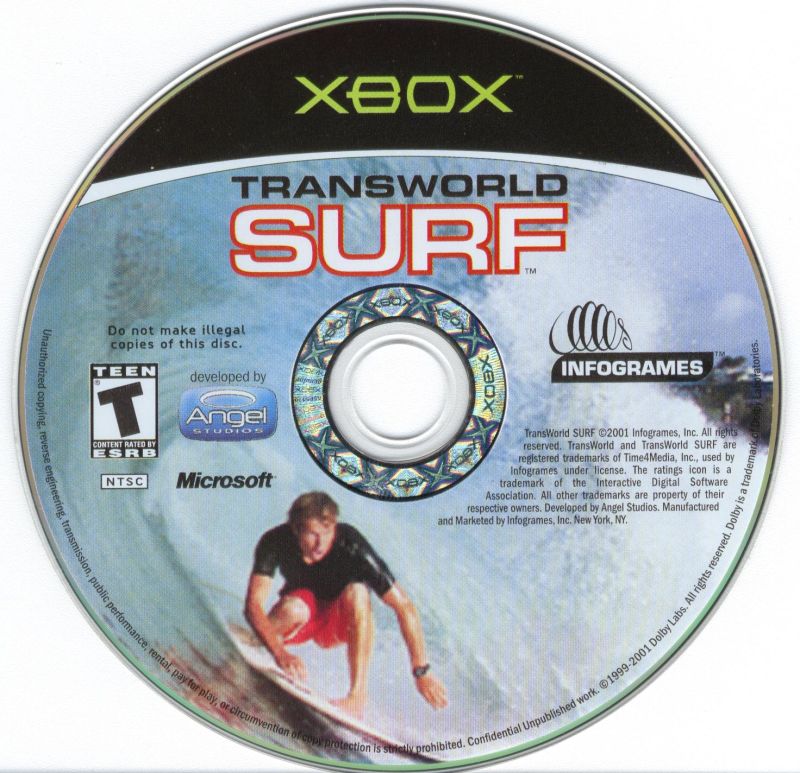 XBOX™
TRANSWORLD
SURF™
Do not make illegal
copies of this disc.
TEEN
T
®
CONTENT RATED BY
ESRB
NTSC
developed by
Angel
STUDIOS
Microsoft®
XBOX
INFOGRAMES™
TransWorld SURF ©2001 Infogrames, Inc. All rights
reserved. TransWorld and TransWorld SURF are
registered trademarks of Time4Media, Inc., used by
Infogrames under license. The ratings icon is a
trademark of the Interactive Digital Software
Association. All other trademarks are property of their
respective owners. Developed by Angel Studios. Manufactured
and Marketed by Infogrames, Inc. New York, NY.
Unauthorized copying, reverse engineering, transmission, public performance, rental, pay for play, or circumvention of copy protection is strictly prohibited. Confidential Unpublished work. ©1999-2001 Dolby Labs. All rights reserved. Dolby is a trademark of Dolby Laboratories.